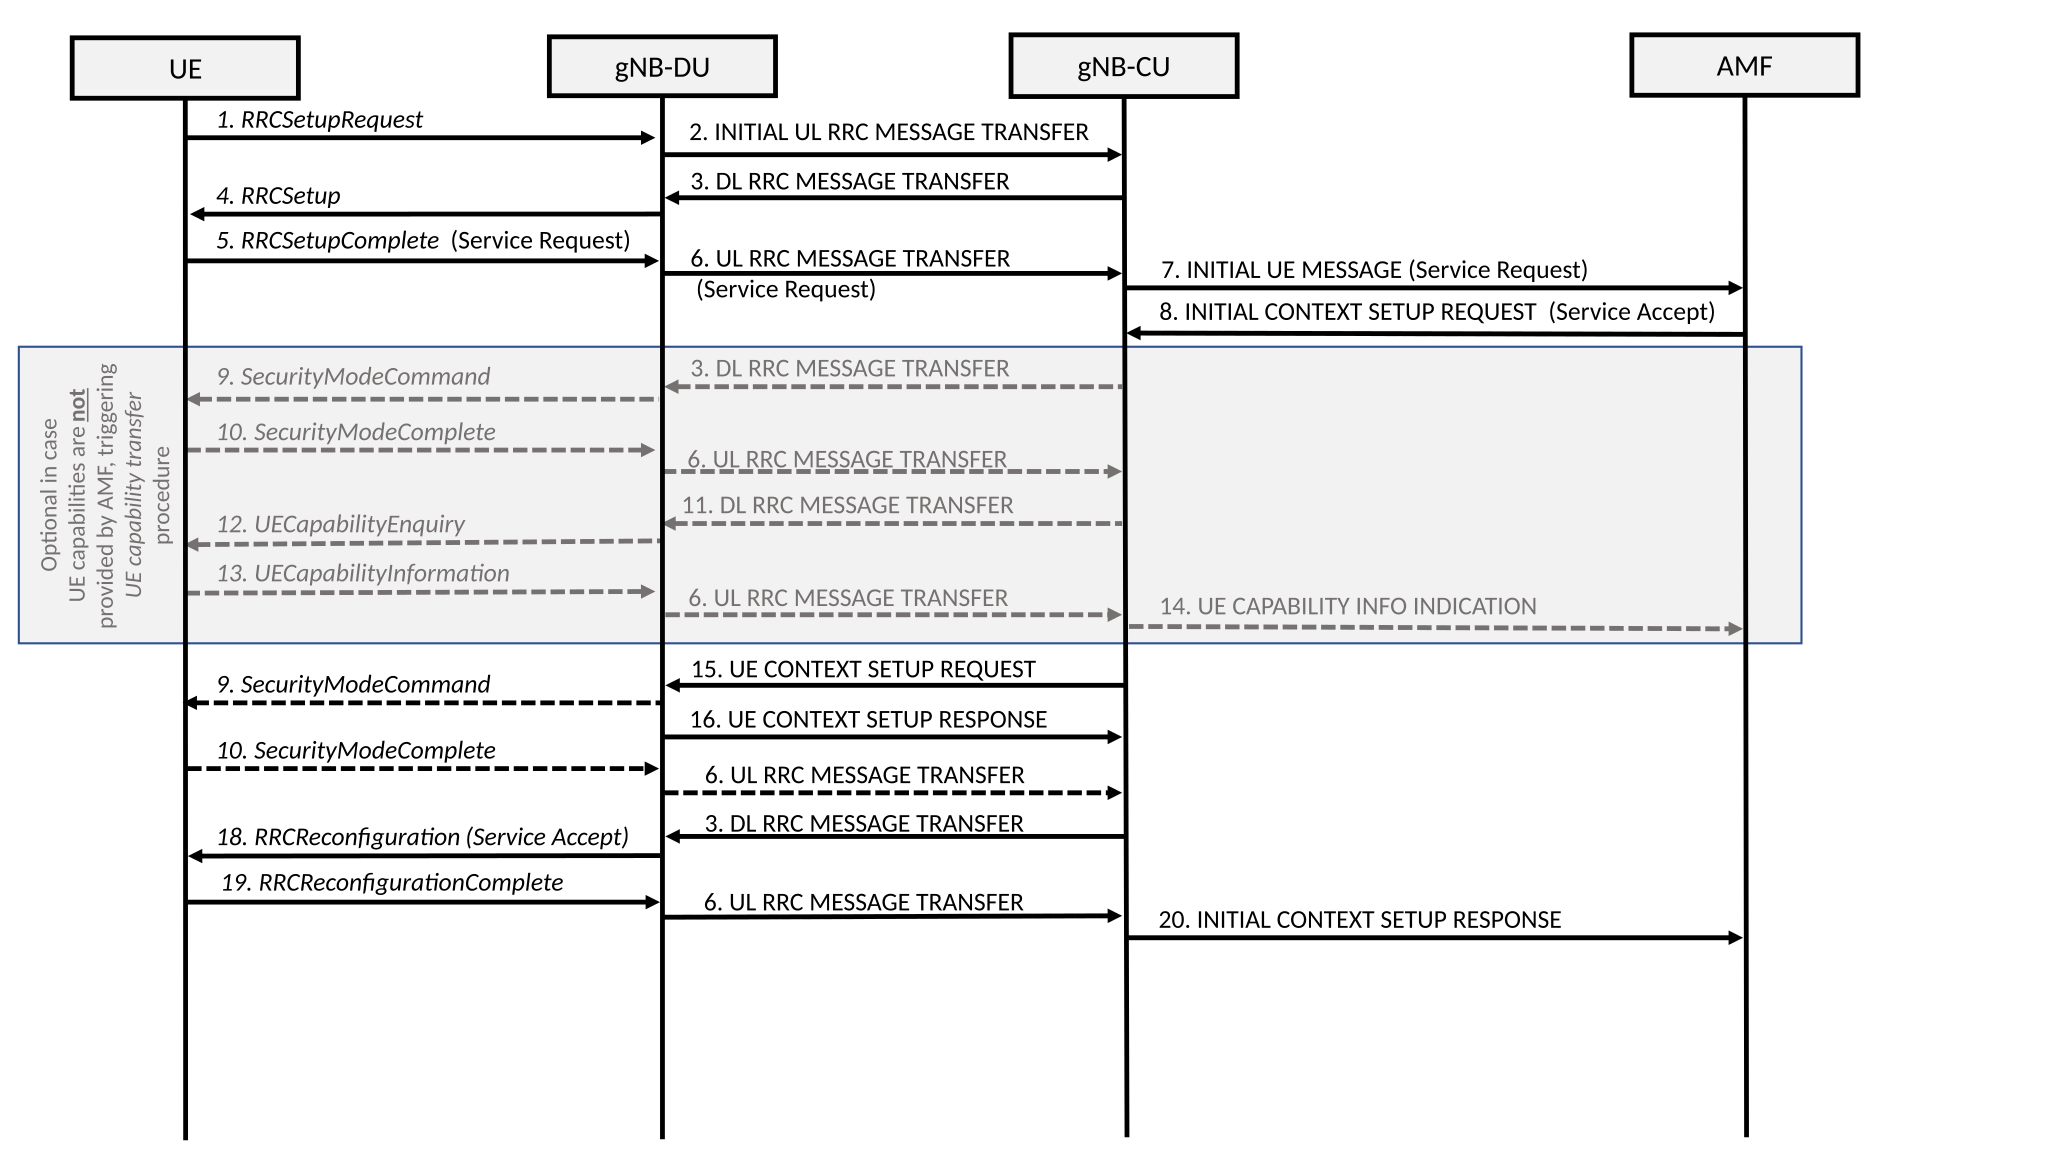 UE
gNB-DU
gNB-CU
AMF
1. RRCSetupRequest
2. INITIAL UL RRC MESSAGE TRANSFER
3. DL RRC MESSAGE TRANSFER
4. RRCSetup
5. RRCSetupComplete (Service Request)
6. UL RRC MESSAGE TRANSFER
(Service Request)
7. INITIAL UE MESSAGE (Service Request)
8. INITIAL CONTEXT SETUP REQUEST (Service Accept)
Optional in case
UE capabilities are not
provided by AMF, triggering
UE capability transfer
procedure
3. DL RRC MESSAGE TRANSFER
9. SecurityModeCommand
10. SecurityModeComplete
6. UL RRC MESSAGE TRANSFER
11. DL RRC MESSAGE TRANSFER
12. UECapabilityEnquiry
13. UECapabilityInformation
6. UL RRC MESSAGE TRANSFER
14. UE CAPABILITY INFO INDICATION
15. UE CONTEXT SETUP REQUEST
9. SecurityModeCommand
16. UE CONTEXT SETUP RESPONSE
10. SecurityModeComplete
6. UL RRC MESSAGE TRANSFER
3. DL RRC MESSAGE TRANSFER
18. RRCReconfiguration (Service Accept)
19. RRCReconfigurationComplete
6. UL RRC MESSAGE TRANSFER
20. INITIAL CONTEXT SETUP RESPONSE